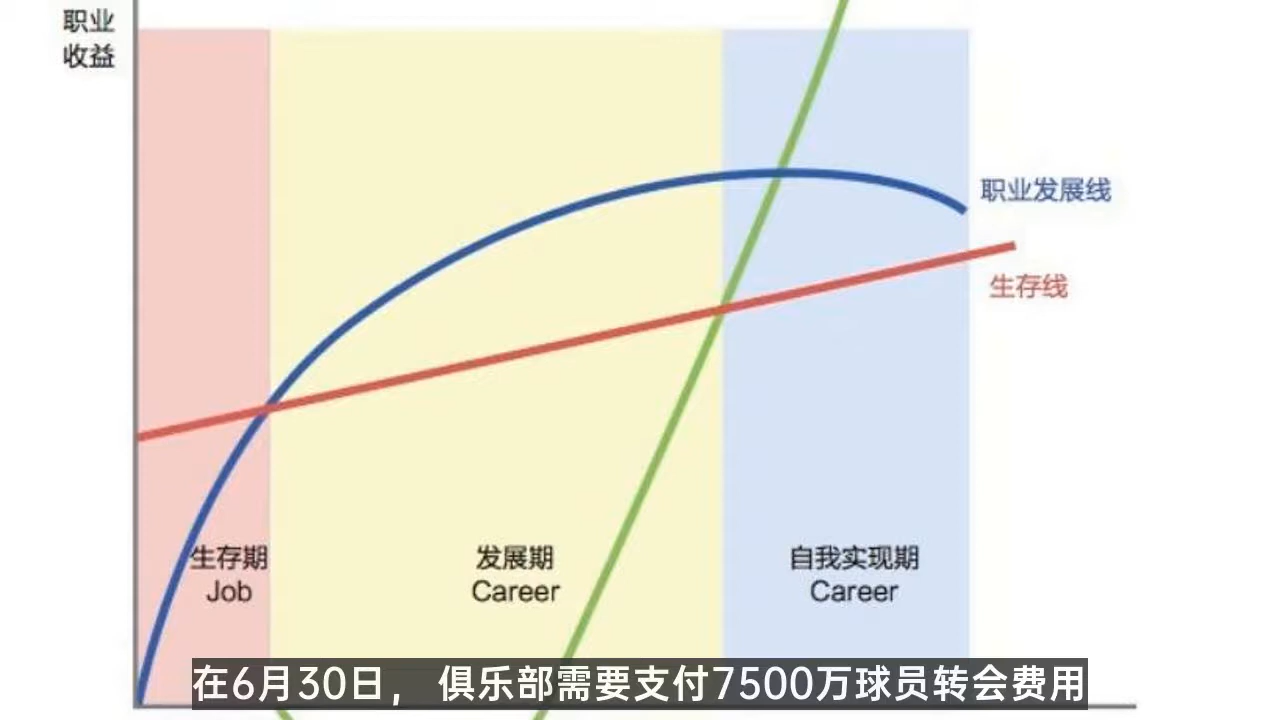 职业
收益
职业发展线
生存线
生存期
Job
发展期
Career
自我实现期
Career
在6月30日， 俱乐部需要支付7500万球员转会费用